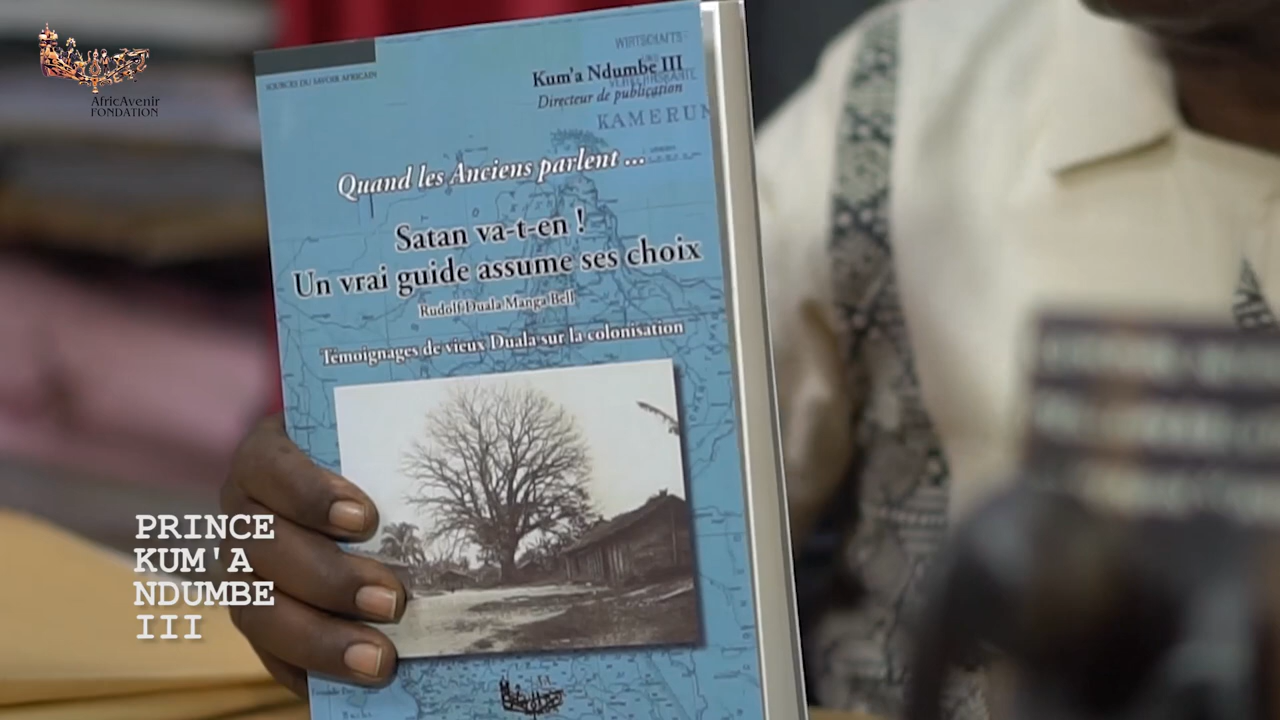 AfricAvenir
FONDATION
SOURCES DU SAVOIR AFRICAIN
WIRTSCHAFTS
Kum'a Ndumbe III
Directeur de publication
KAMERUN
Quand les Anciens parlent ...
Satan va-t-en !
Un vrai guide assume ses choix
Rudolf Duala Manga Bell
Témoignages de vieux Duala sur la colonisation
PRINCE
KUM'A
NDUMBE
III